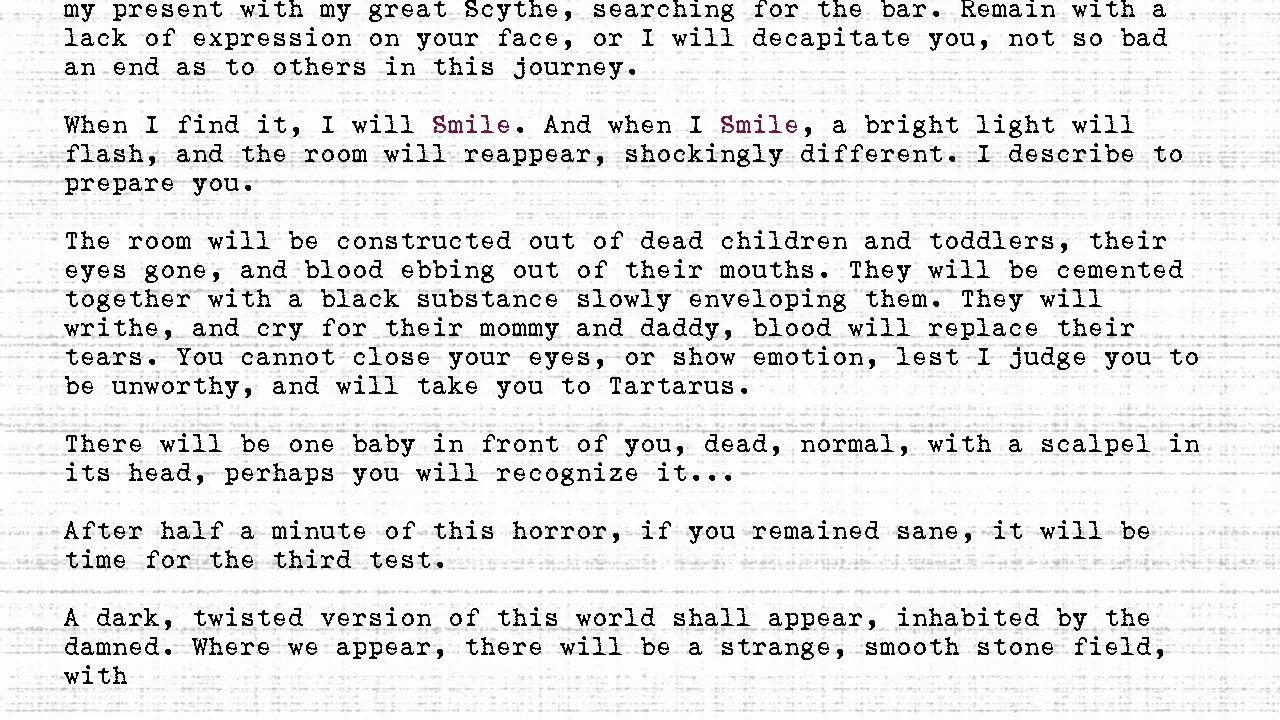 my present with my great Scythe, searching for the bar. Remain with a
lack of expression on your face, or I will decapitate you, not so bad
an end as to others in this journey.
When I find it, I will Smile. And when I Smile, a bright light will
flash, and the room will reappear, shockingly different. I describe to
prepare you.
The room will be constructed out of dead children and toddlers, their
eyes gone, and blood ebbing out of their mouths. They will be cemented
together with a black substance slowly enveloping them. They will
writhe, and cry for their mommy and daddy, blood will replace their
tears. You cannot close your eyes, or show emotion, lest I judge you to
be unworthy, and will take you to Tartarus.
There will be one baby in front of you, dead, normal, with a scalpel in
its head, perhaps you will recognize it...
After half a minute of this horror, if you remained sane, it will be
time for the third test.
A dark, twisted version of this world shall appear, inhabited by the
damned. Where we appear, there will be a strange, smooth stone field,
with